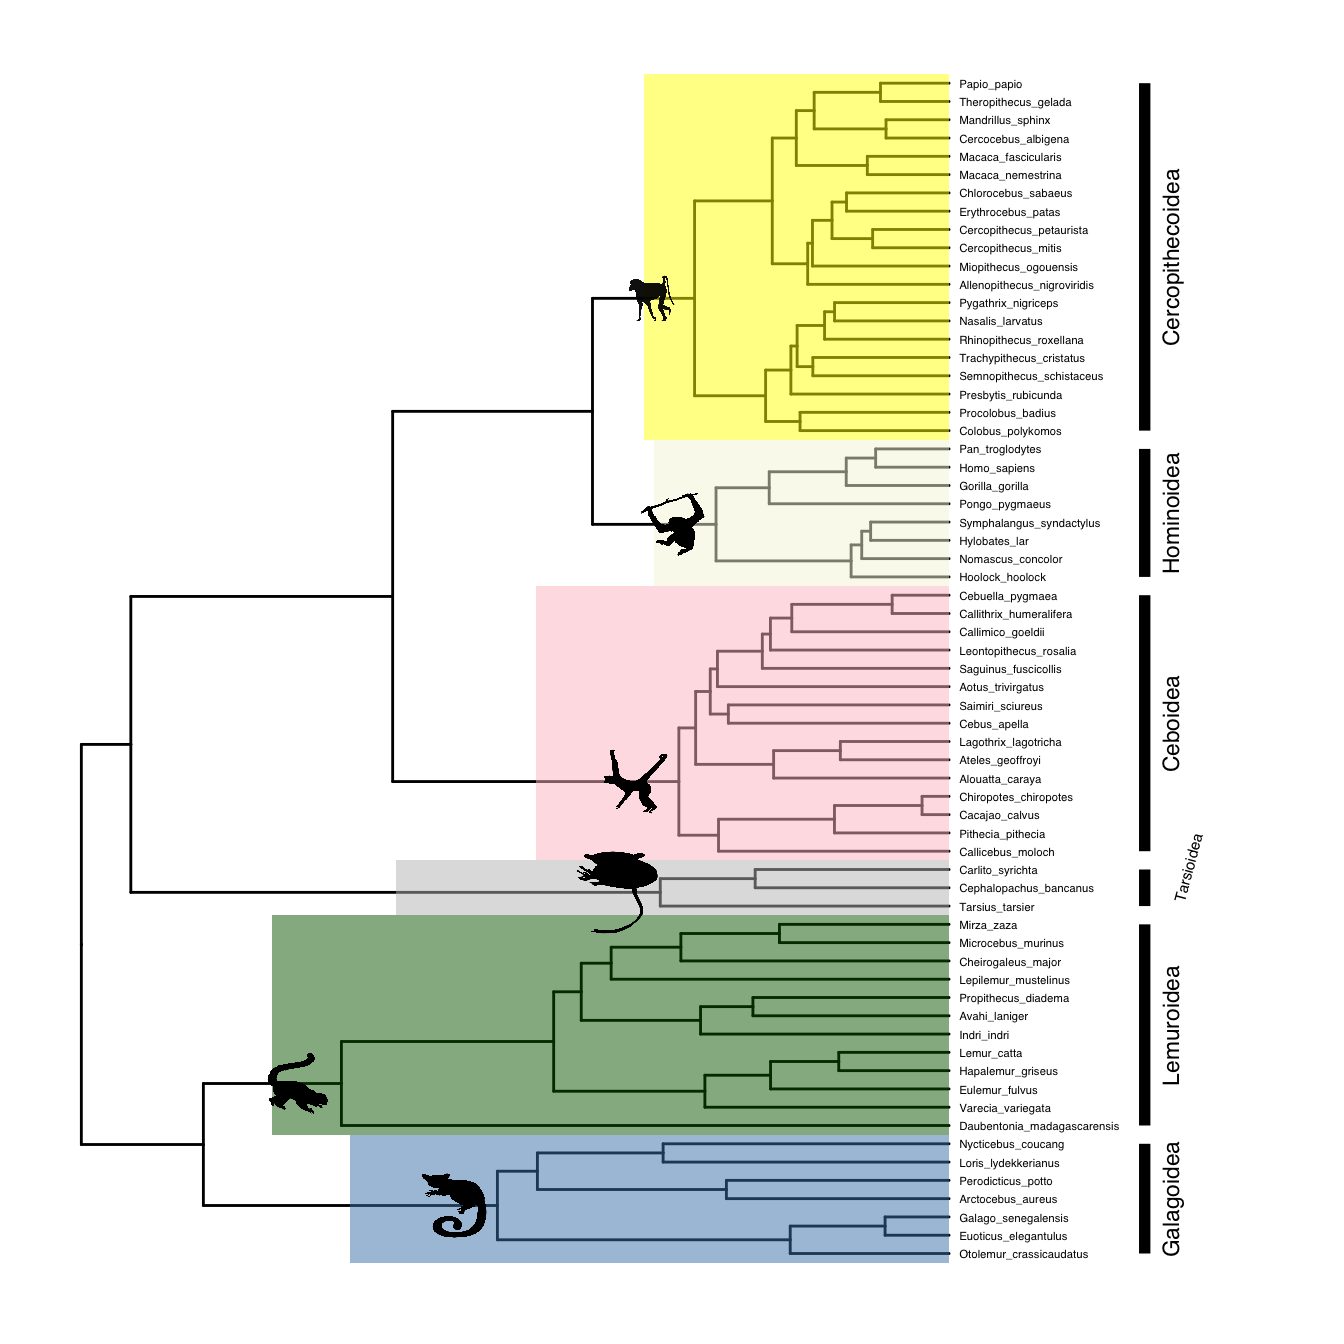 Papio_papio
Theropithecus_gelada
Mandrillus_sphinx
Cercocebus_albigena
Macaca_fascicularis
Macaca_nemestrina
Chlorocebus_sabaeus
Erythrocebus_patas
Cercopithecus_petaurista
Cercopithecus_mitis
Miopithecus_ogouensis
Allenopithecus_nigroviridis
Pygathrix_nigriceps
Nasalis_larvatus
Rhinopithecus_roxellana
Trachypithecus_cristatus
Semnopithecus_schistaceus
Presbytis_rubicunda
Procolobus_badius
Colobus_polykomos
Cercopithecoidea
Pan_troglodytes
Homo_sapiens
Gorilla_gorilla
Pongo_pygmaeus
Symphalangus_syndactylus
Hylobates_lar
Nomascus_concolor
Hoolock_hoolock
Hominoidea
Cebuella_pygmaea
Callithrix_humeralifera
Callimico_goeldii
Leontopithecus_rosalia
Saguinus_fuscicollis
Aotus_trivirgatus
Saimiri_sciureus
Cebus_apella
Lagothrix_lagotricha
Ateles_geoffroyi
Alouatta_caraya
Chiropotes_chiropotes
Cacajao_calvus
Pithecia_pithecia
Callicebus_moloch
Ceboidea
Carlito_syrichta
Cephalopachus_bancanus
Tarsius_tarsier
Tarsioidea
Mirza_zaza
Microcebus_murinus
Cheirogaleus_major
Lepilemur_mustelinus
Propithecus_diadema
Avahi_laniger
Indri_indri
Lemur_catta
Hapalemur_griseus
Eulemur_fulvus
Varecia_variegata
Daubentonia_madagascarensis
Lemuroidea
Nycticebus_coucang
Loris_lydekkerianus
Perodicticus_potto
Arctocebus_aureus
Galago_senegalensis
Euoticus_elegantulus
Otolemur_crassicaudatus
Galagoidea